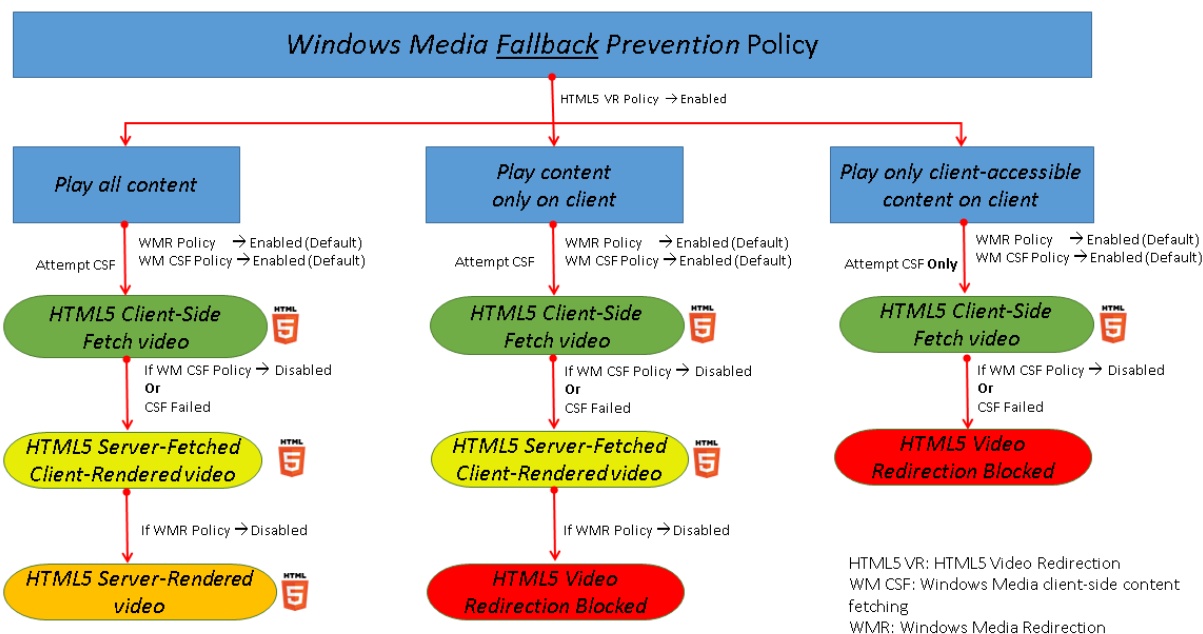 Windows Media Fallback Prevention Policy
HTML5 VR Policy → Enabled
Play all content
Play content
only on client
Play only client-accessible
content on client
WMR Policy → Enabled (Default)
WM CSF Policy → Enabled (Default)
Attempt CSF
WMR Policy → Enabled (Default)
WM CSF Policy → Enabled (Default)
Attempt CSF
WMR Policy → Enabled (Default)
WM CSF Policy → Enabled (Default)
Attempt CSF Only
HTML5 Client-Side
Fetch video
HTML
5
HTML5 Client-Side
Fetch video
HTML
5
HTML5 Client-Side
Fetch video
HTML
5
If WM CSF Policy → Disabled
Or
CSF Failed
If WM CSF Policy → Disabled
Or
CSF Failed
If WM CSF Policy → Disabled
Or
CSF Failed
HTML5 Server-Fetched
Client-Rendered video
HTML
5
HTML5 Server-Fetched
Client-Rendered video
HTML
5
HTML5 Video
Redirection Blocked
If WMR Policy → Disabled
If WMR Policy → Disabled
HTML5 Server-Rendered
video
HTML
5
HTML5 Video
Redirection Blocked
HTML5 VR: HTML5 Video Redirection
WM CSF: Windows Media client-side content
fetching
WMR: Windows Media Redirection